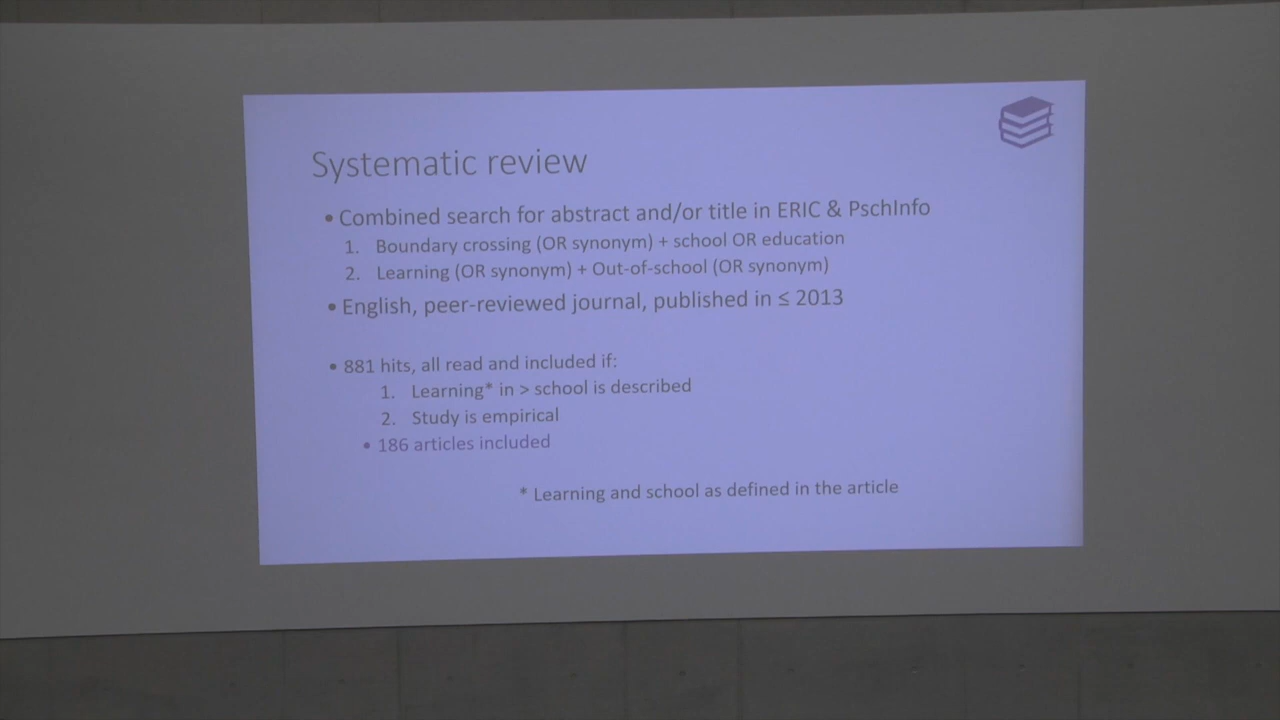 Systematic review
• Combined search for abstract and/or title in ERIC & PschInfo
1. Boundary crossing (OR synonym) + school OR education
2. Learning (OR synonym) + Out-of-school (OR synonym)
• English, peer-reviewed journal, published in ≤ 2013
• 881 hits, all read and included if:
1. Learning* in > school is described
2. Study is empirical
• 186 articles included
* Learning and school as defined in the article